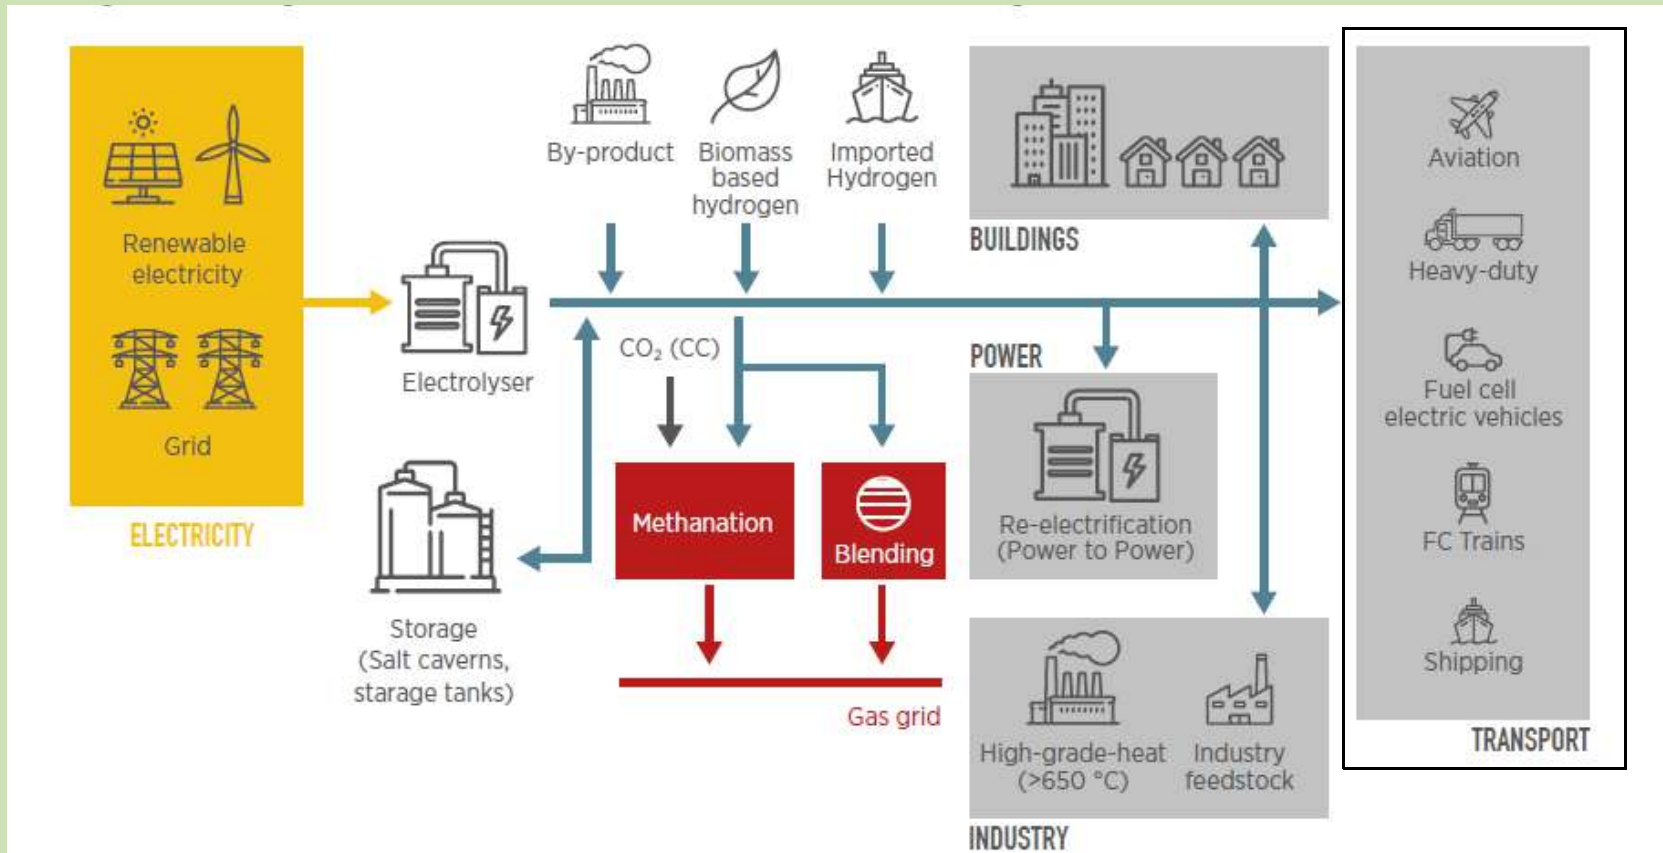 Renewable
electricity
Grid
ELECTRICITY
Electrolyser
Storage
(Salt caverns,
starage tanks)
By-product
Biomass
based
hydrogen
Imported
Hydrogen
CO₂ (CC)
Methanation
Blending
Gas grid
BUILDINGS
POWER
Re-electrification
(Power to Power)
High-grade-heat
(>650 °C)
Industry
feedstock
INDUSTRY
Aviation
Heavy-duty
Fuel cell
electric vehicles
FC Trains
Shipping
TRANSPORT